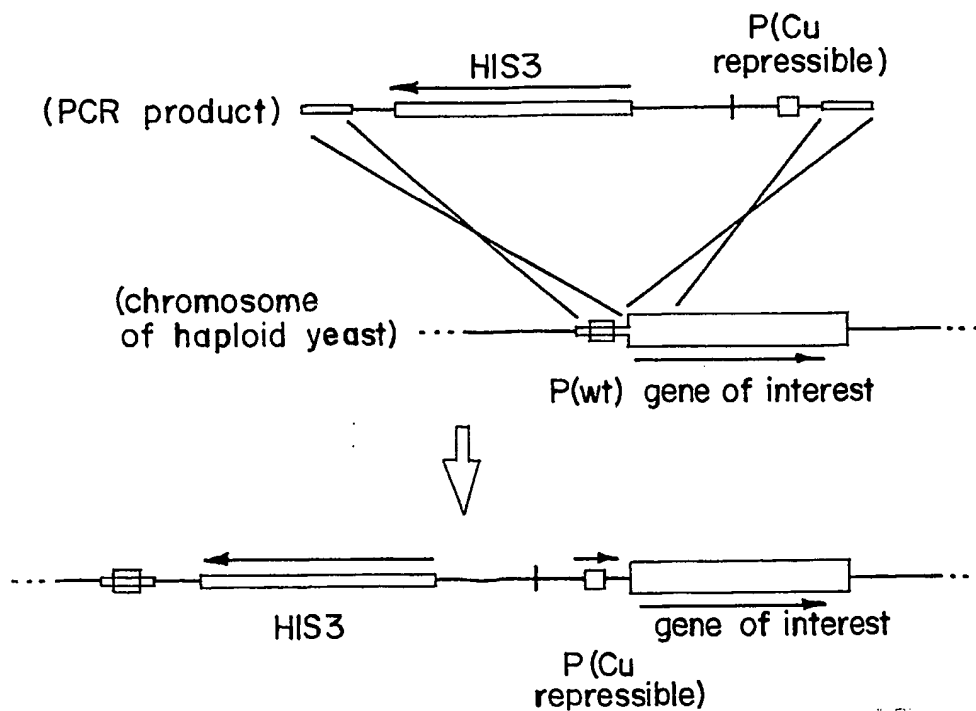 P(Cu
repressible)
HIS3
(PCR product)
(chromosome
of haploid yeast)
P(wt) gene of interest
HIS3
gene of interest
P(Cu
repressible)